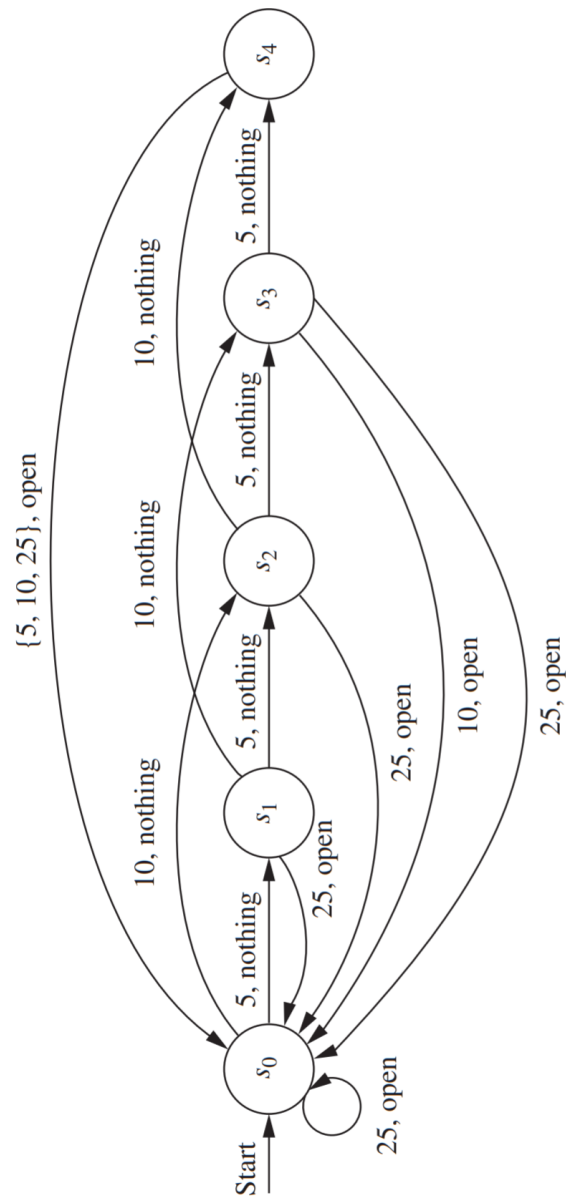 {5, 10, 25}, open
10, nothing
10, nothing
10, nothing
Start
s0
5, nothing
s1
5, nothing
s2
5, nothing
s3
5, nothing
s4
25, open
25, open
25, open
10, open
25, open